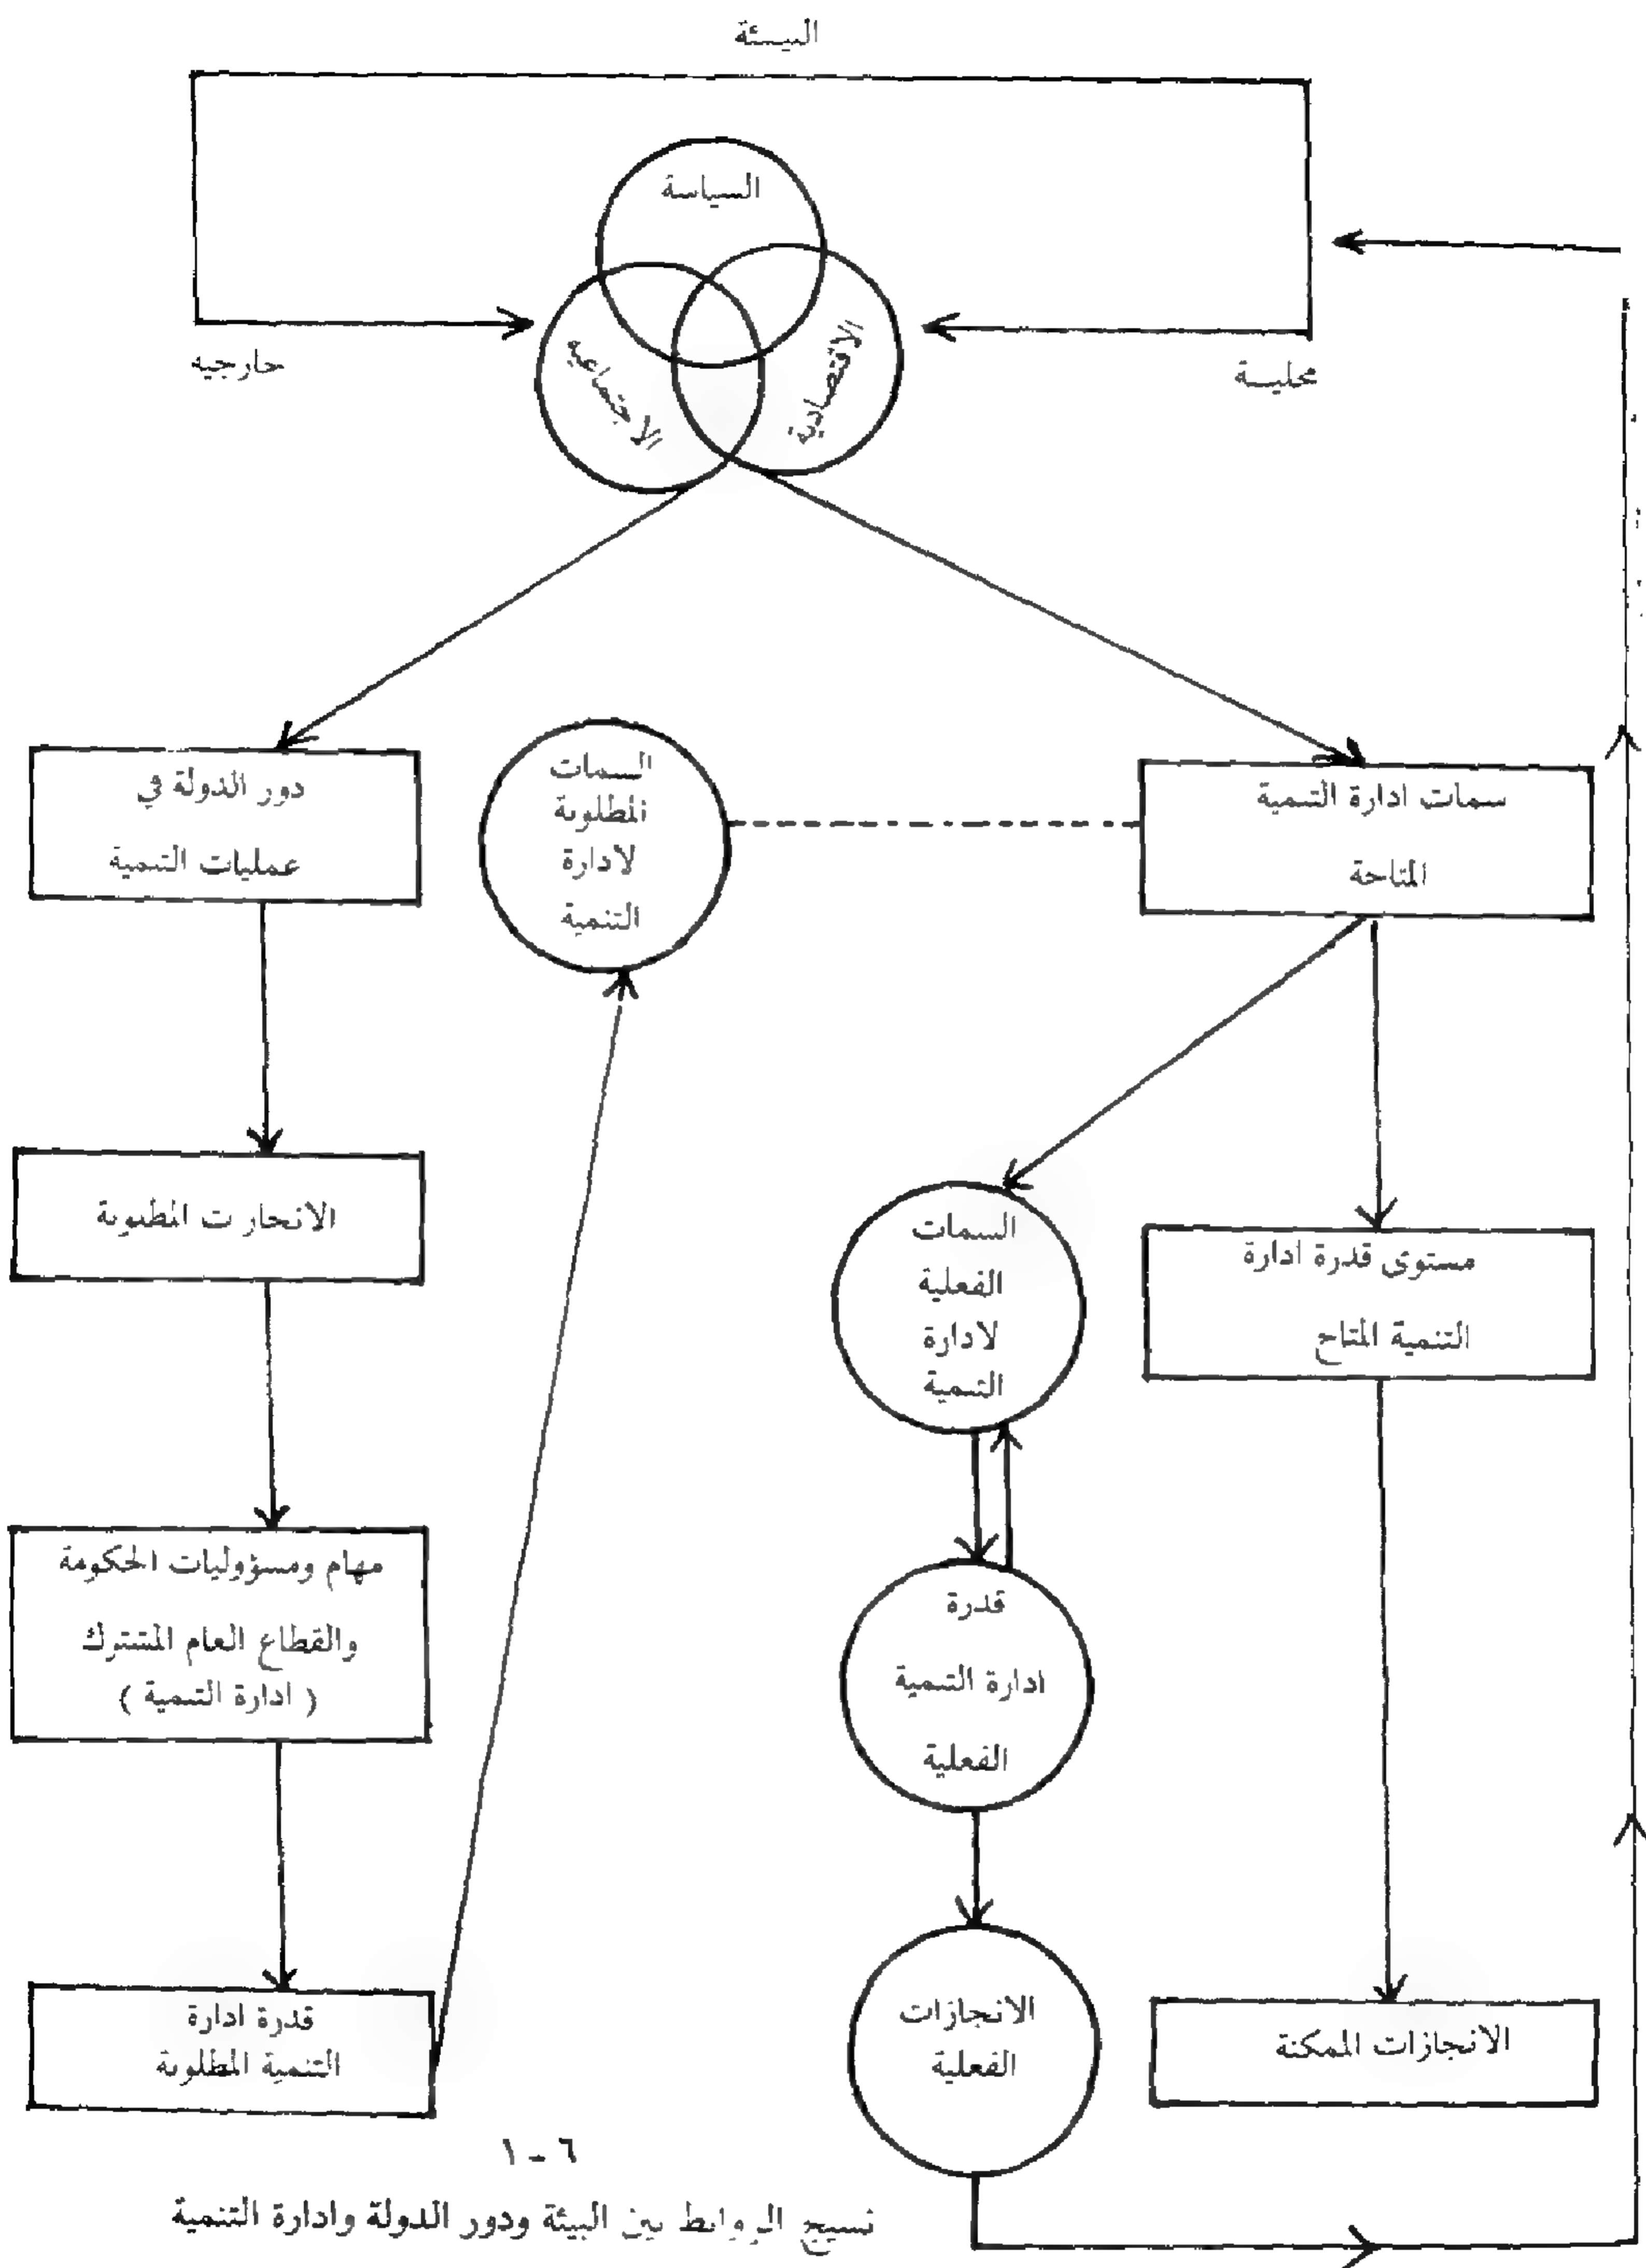 البيئة
السياسة
الاقتصادية
الاجتماعيه
محلية
خارجيه
سمات ادارة التنمية
المتاحة
السمات
المطلوبة
لادارة
التنمية
دور الدولة في
عمليات التنمية
الانجازت المطلوبة
السمات
الفعلية
لادارة
التنمية
مستوى قدرة ادارة
التنمية المتاح
مهام ومسؤوليات الحكومة
والقطاع العام المشترك
( ادارة التنمية )
قدرة
ادارة التنمية
الفعلية
الانجازات الممكنة
الانجازات
الفعلية
قدرة ادارة
التنمية المطلوبة
٦ - ١
نسيج الروابط بين البيئة ودور الدولة وادارة التنمية